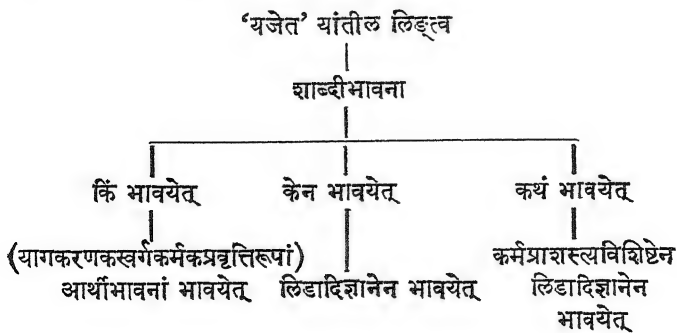 ‘यजेत’ यांतील लिङ्त्व
शाब्दीभावना
किं भावयेत् केन भावयेत् कथं भावयेत्
(यागकरणकस्वर्गकर्मकप्रवृत्तिरूपां)
आर्थीभावनां भावयेत्
लिङादिज्ञानेन भावयेत्
कर्मप्राशस्त्यविशिष्टेन
लिङादिज्ञानेन
भावयेत्